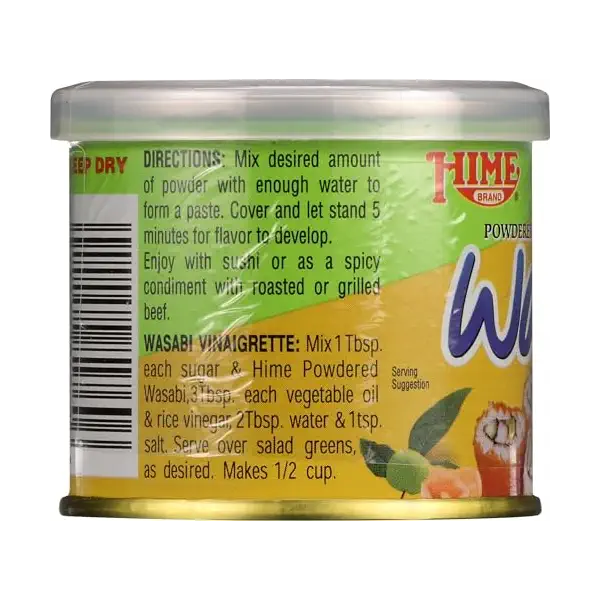 EEP DRY
DIRECTIONS: Mix desired amount
of powder with enough water to
form a paste. Cover and let stand 5
minutes for flavor to develop.
Enjoy with sushi or as a spicy
condiment with roasted or grilled
beef.
WASABI VINAIGRETTE: Mix 1 Tbsp.
each sugar & Hime Powdered
Wasabi, 3Tbsp. each vegetable oil
& rice vinegar, 2Tbsp. water & 1tsp.
salt. Serve over salad greens,
as desired. Makes 1/2 cup.
HIME
BRAND
®
POWDERE
Wa
Serving
Suggestion